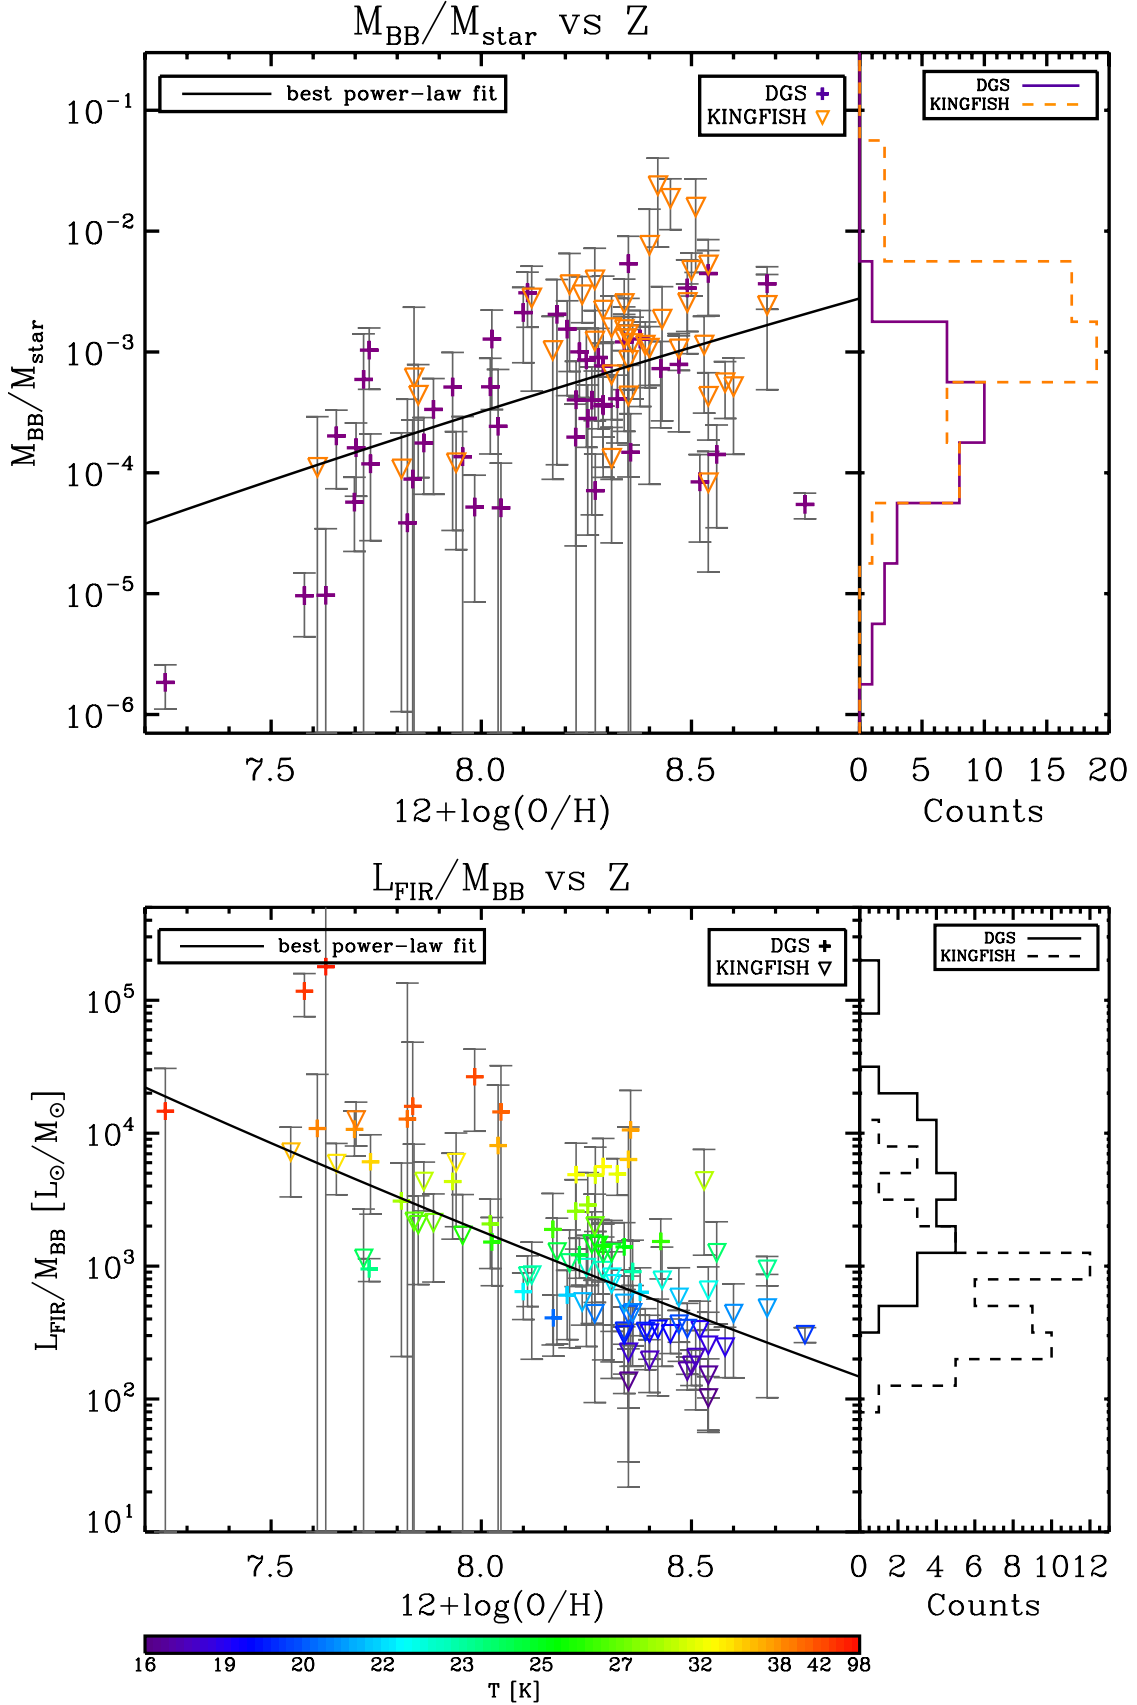 M_BB/M_star vs Z
best power-law fit
DGS
KINGFISH
DGS
KINGFISH
10^-1
10^-2
10^-3
10^-4
10^-5
10^-6
M_BB/M_star
7.5 8.0 8.5
0 5 10 15 20
12+log(O/H)
Counts
L_FIR/M_BB vs Z
best power-law fit
DGS
KINGFISH
DGS
KINGFISH
10^5
10^4
10^3
10^2
10^1
L_FIR/M_BB [L_⊙/M_⊙]
7.5 8.0 8.5
0 2 4 6 8 10 12
12+log(O/H)
Counts
16 19 20 22 23 25 27 32 38 42 98
T [K]